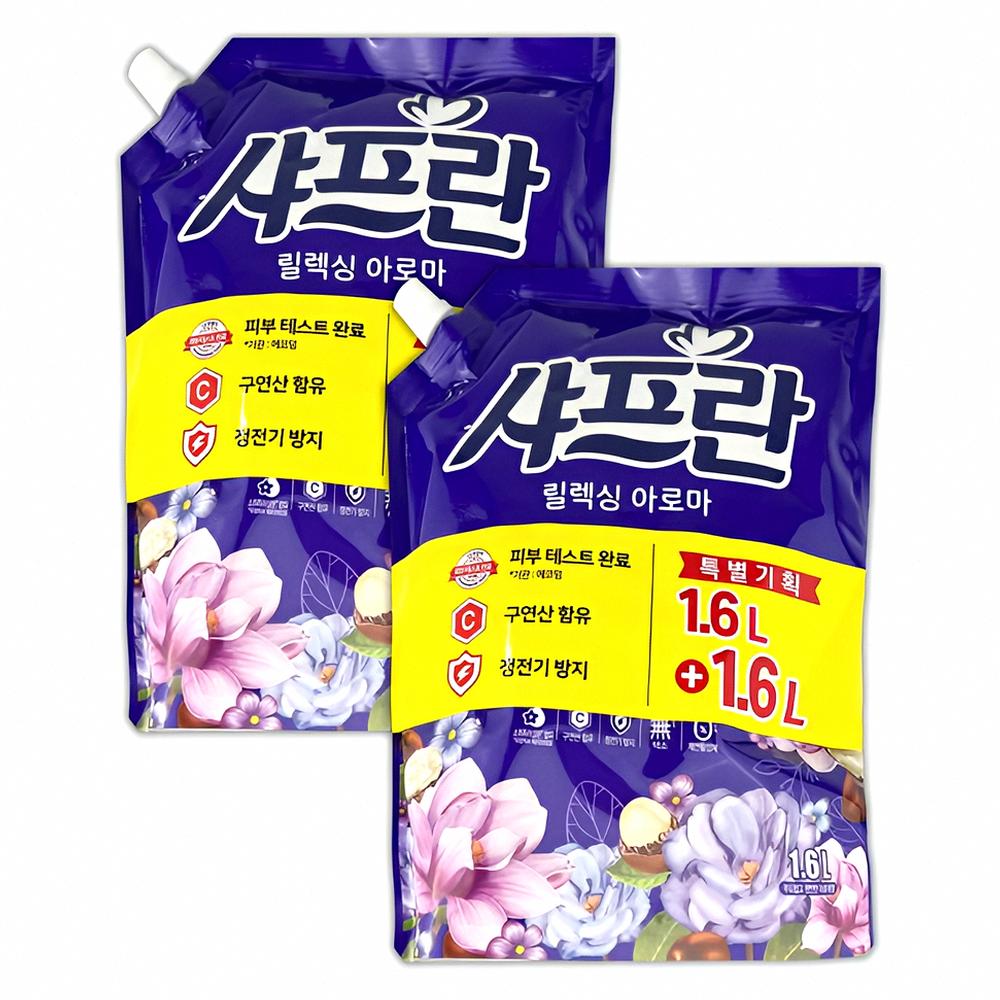 샤프란
릴렉싱 아로마
피부 테스트 완료
C
구연산 함유
정전기 방지
C
샤프란
릴렉싱 아로마
피부 테스트 완료
C
구연산 함유
정전기 방지
특별기획
1.6 L
+1.6 L
C
1.6L